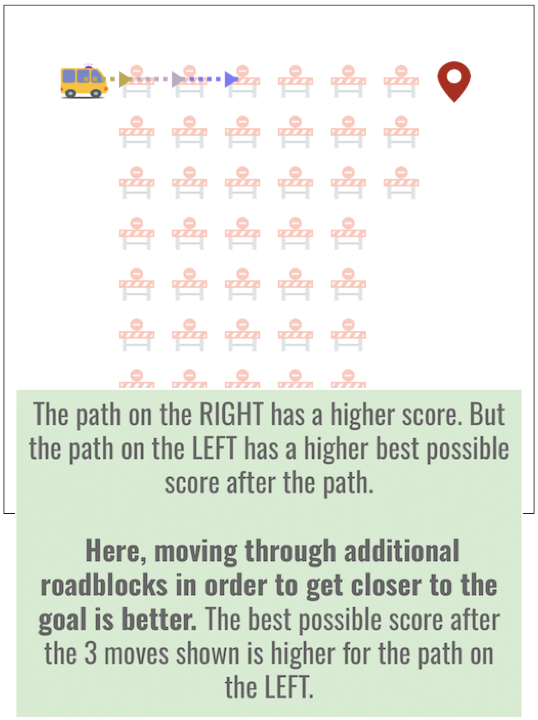 The path on the RIGHT has a higher score. But
the path on the LEFT has a higher best possible
score after the path.
Here, moving through additional
roadblocks in order to get closer to the
goal is better. The best possible score after
the 3 moves shown is higher for the path on
the LEFT.